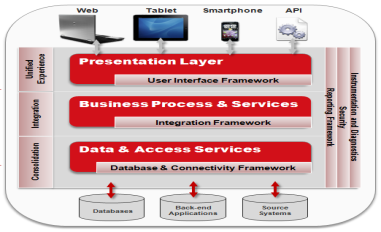 Web
Tablet
Smartphone
API
Unified
Experience
Presentation Layer
User Interface Framework
Integration
Business Process & Services
Integration Framework
Consolidation
Data & Access Services
Database & Connectivity Framework
Reporting Framework
Security
Instrumentation and Diagnostics
Databases
Back-end
Applications
Source
Systems